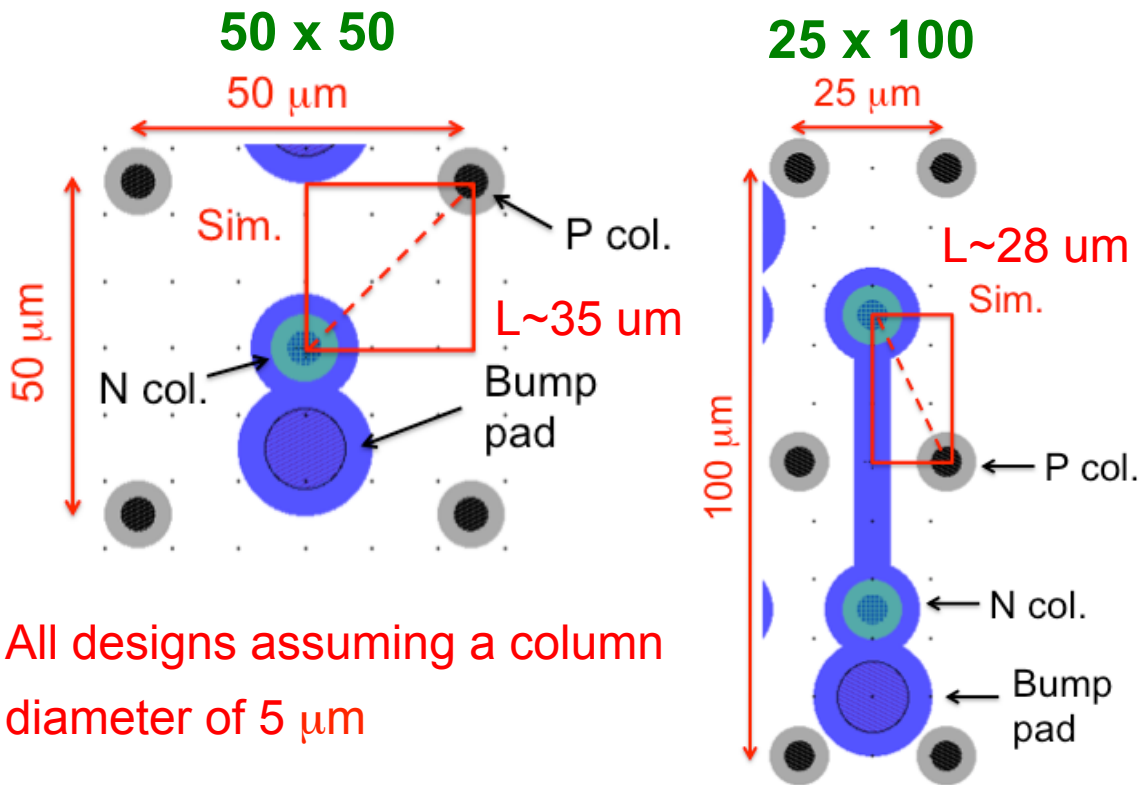 50 x 50
50 μm
50 μm
Sim.
P col.
L~35 um
N col.
Bump
pad
25 x 100
25 μm
100 μm
L~28 um
Sim.
P col.
N col.
Bump
pad
All designs assuming a column
diameter of 5 μm